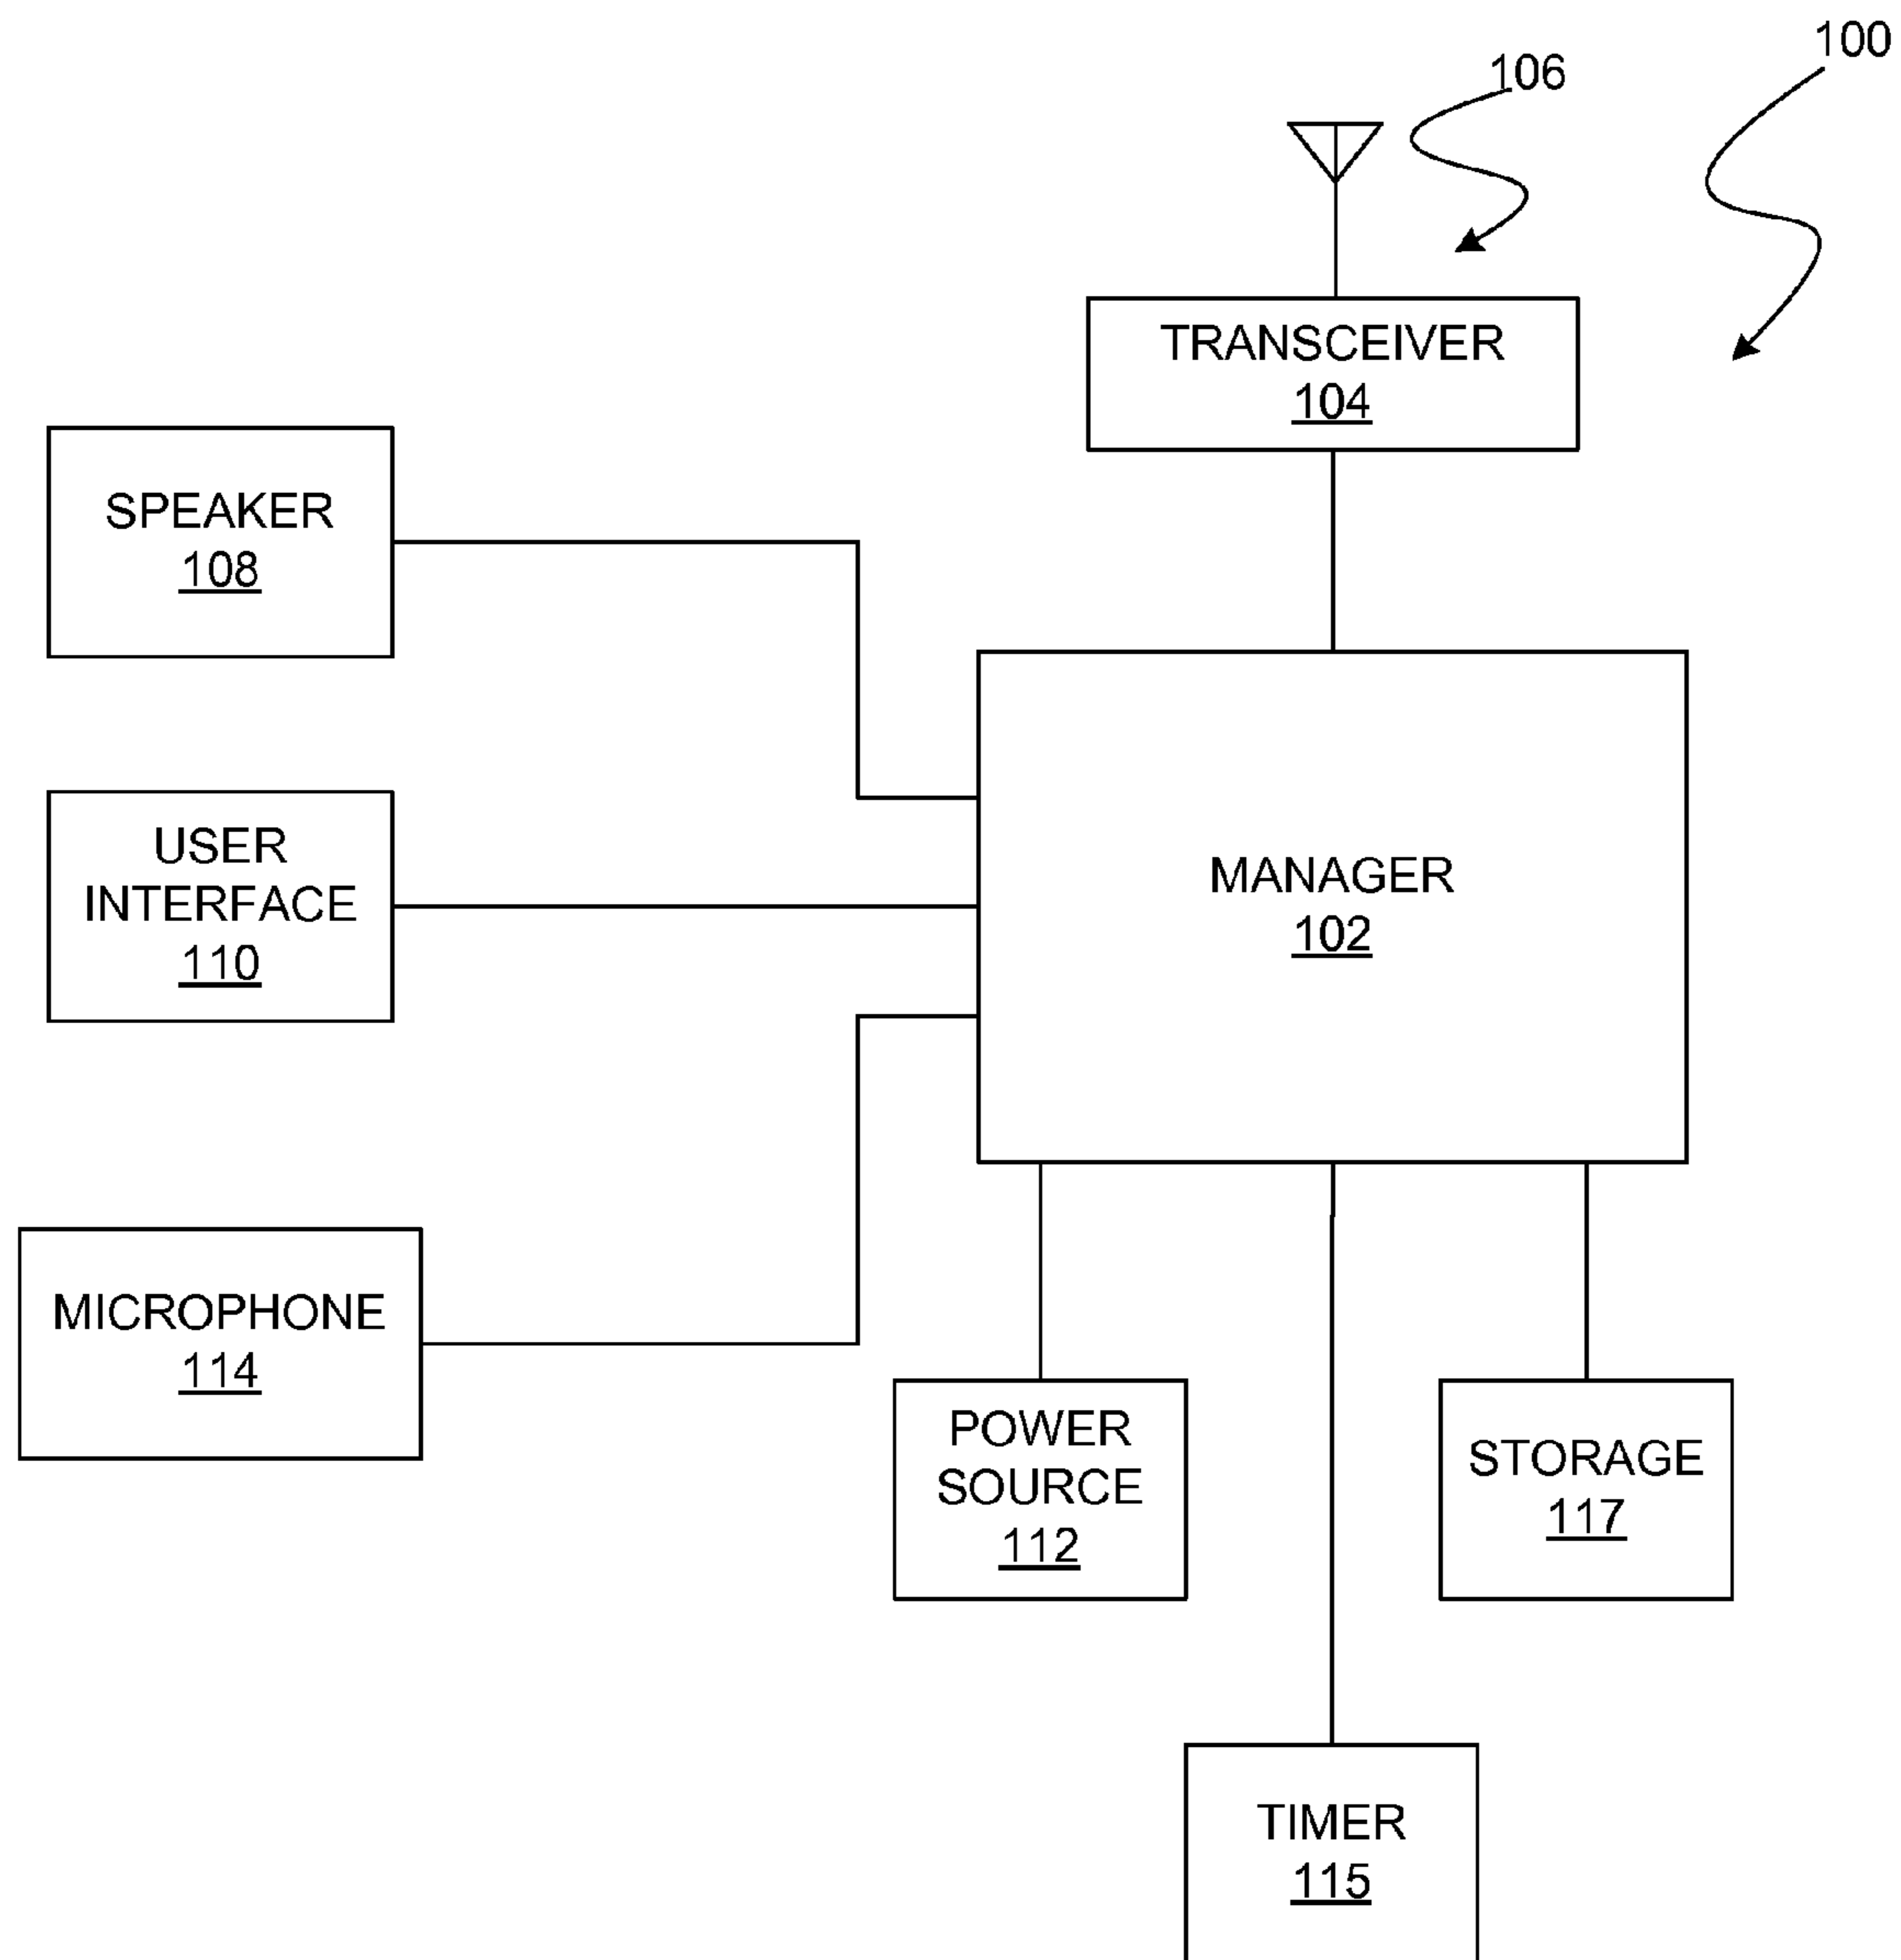 100
106
TRANSCEIVER
104
SPEAKER
108
USER
INTERFACE
110
MANAGER
102
MICROPHONE
114
POWER
SOURCE
112
STORAGE
117
TIMER
115